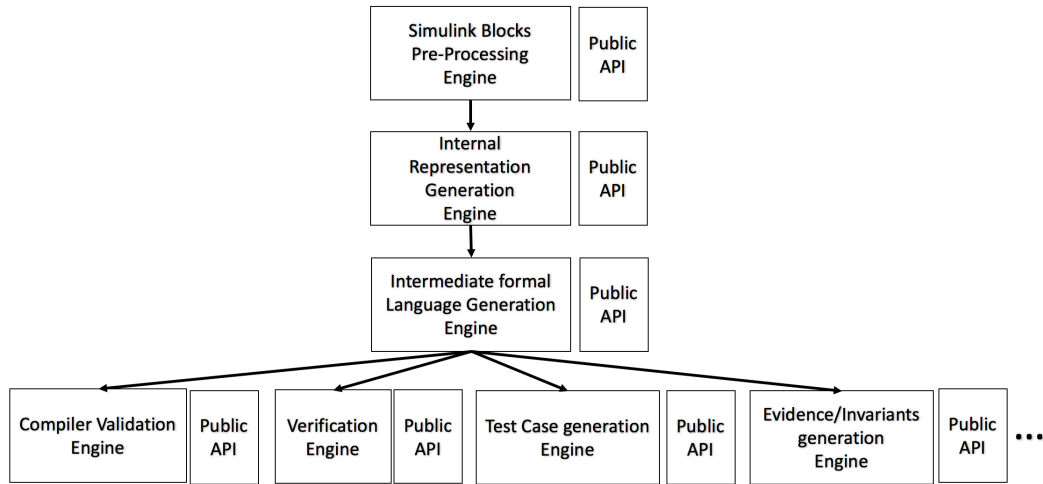 Simulink Blocks
Pre-Processing
Engine
Public
API
Internal
Representation
Generation
Engine
Public
API
Intermediate formal
Language Generation
Engine
Public
API
Compiler Validation
Engine
Public
API
Verification
Engine
Public
API
Test Case generation
Engine
Public
API
Evidence/Invariants
generation
Engine
Public
API
...